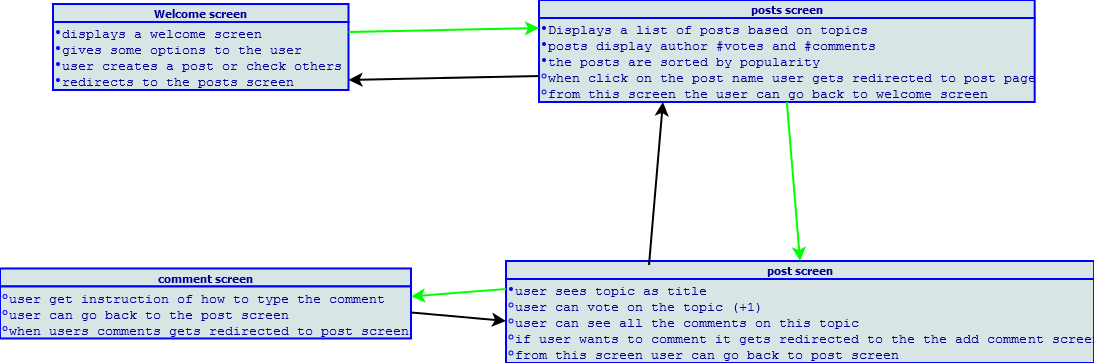 Welcome screen
displays a welcome screen
gives some options to the user
user creates a post or check others
redirects to the posts screen
posts screen
Displays a list of posts based on topics
posts display author #votes and #comments
the posts are sorted by popularity
when click on the post name user gets redirected to post page
from this screen the user can go back to welcome screen
comment screen
user get instruction of how to type the comment
user can go back to the post screen
when users comments gets redirected to post screen
post screen
user sees topic as title
user can vote on the topic (+1)
user can see all the comments on this topic
if user wants to comment it gets redirected to the the add comment screen
from this screen user can go back to post screen